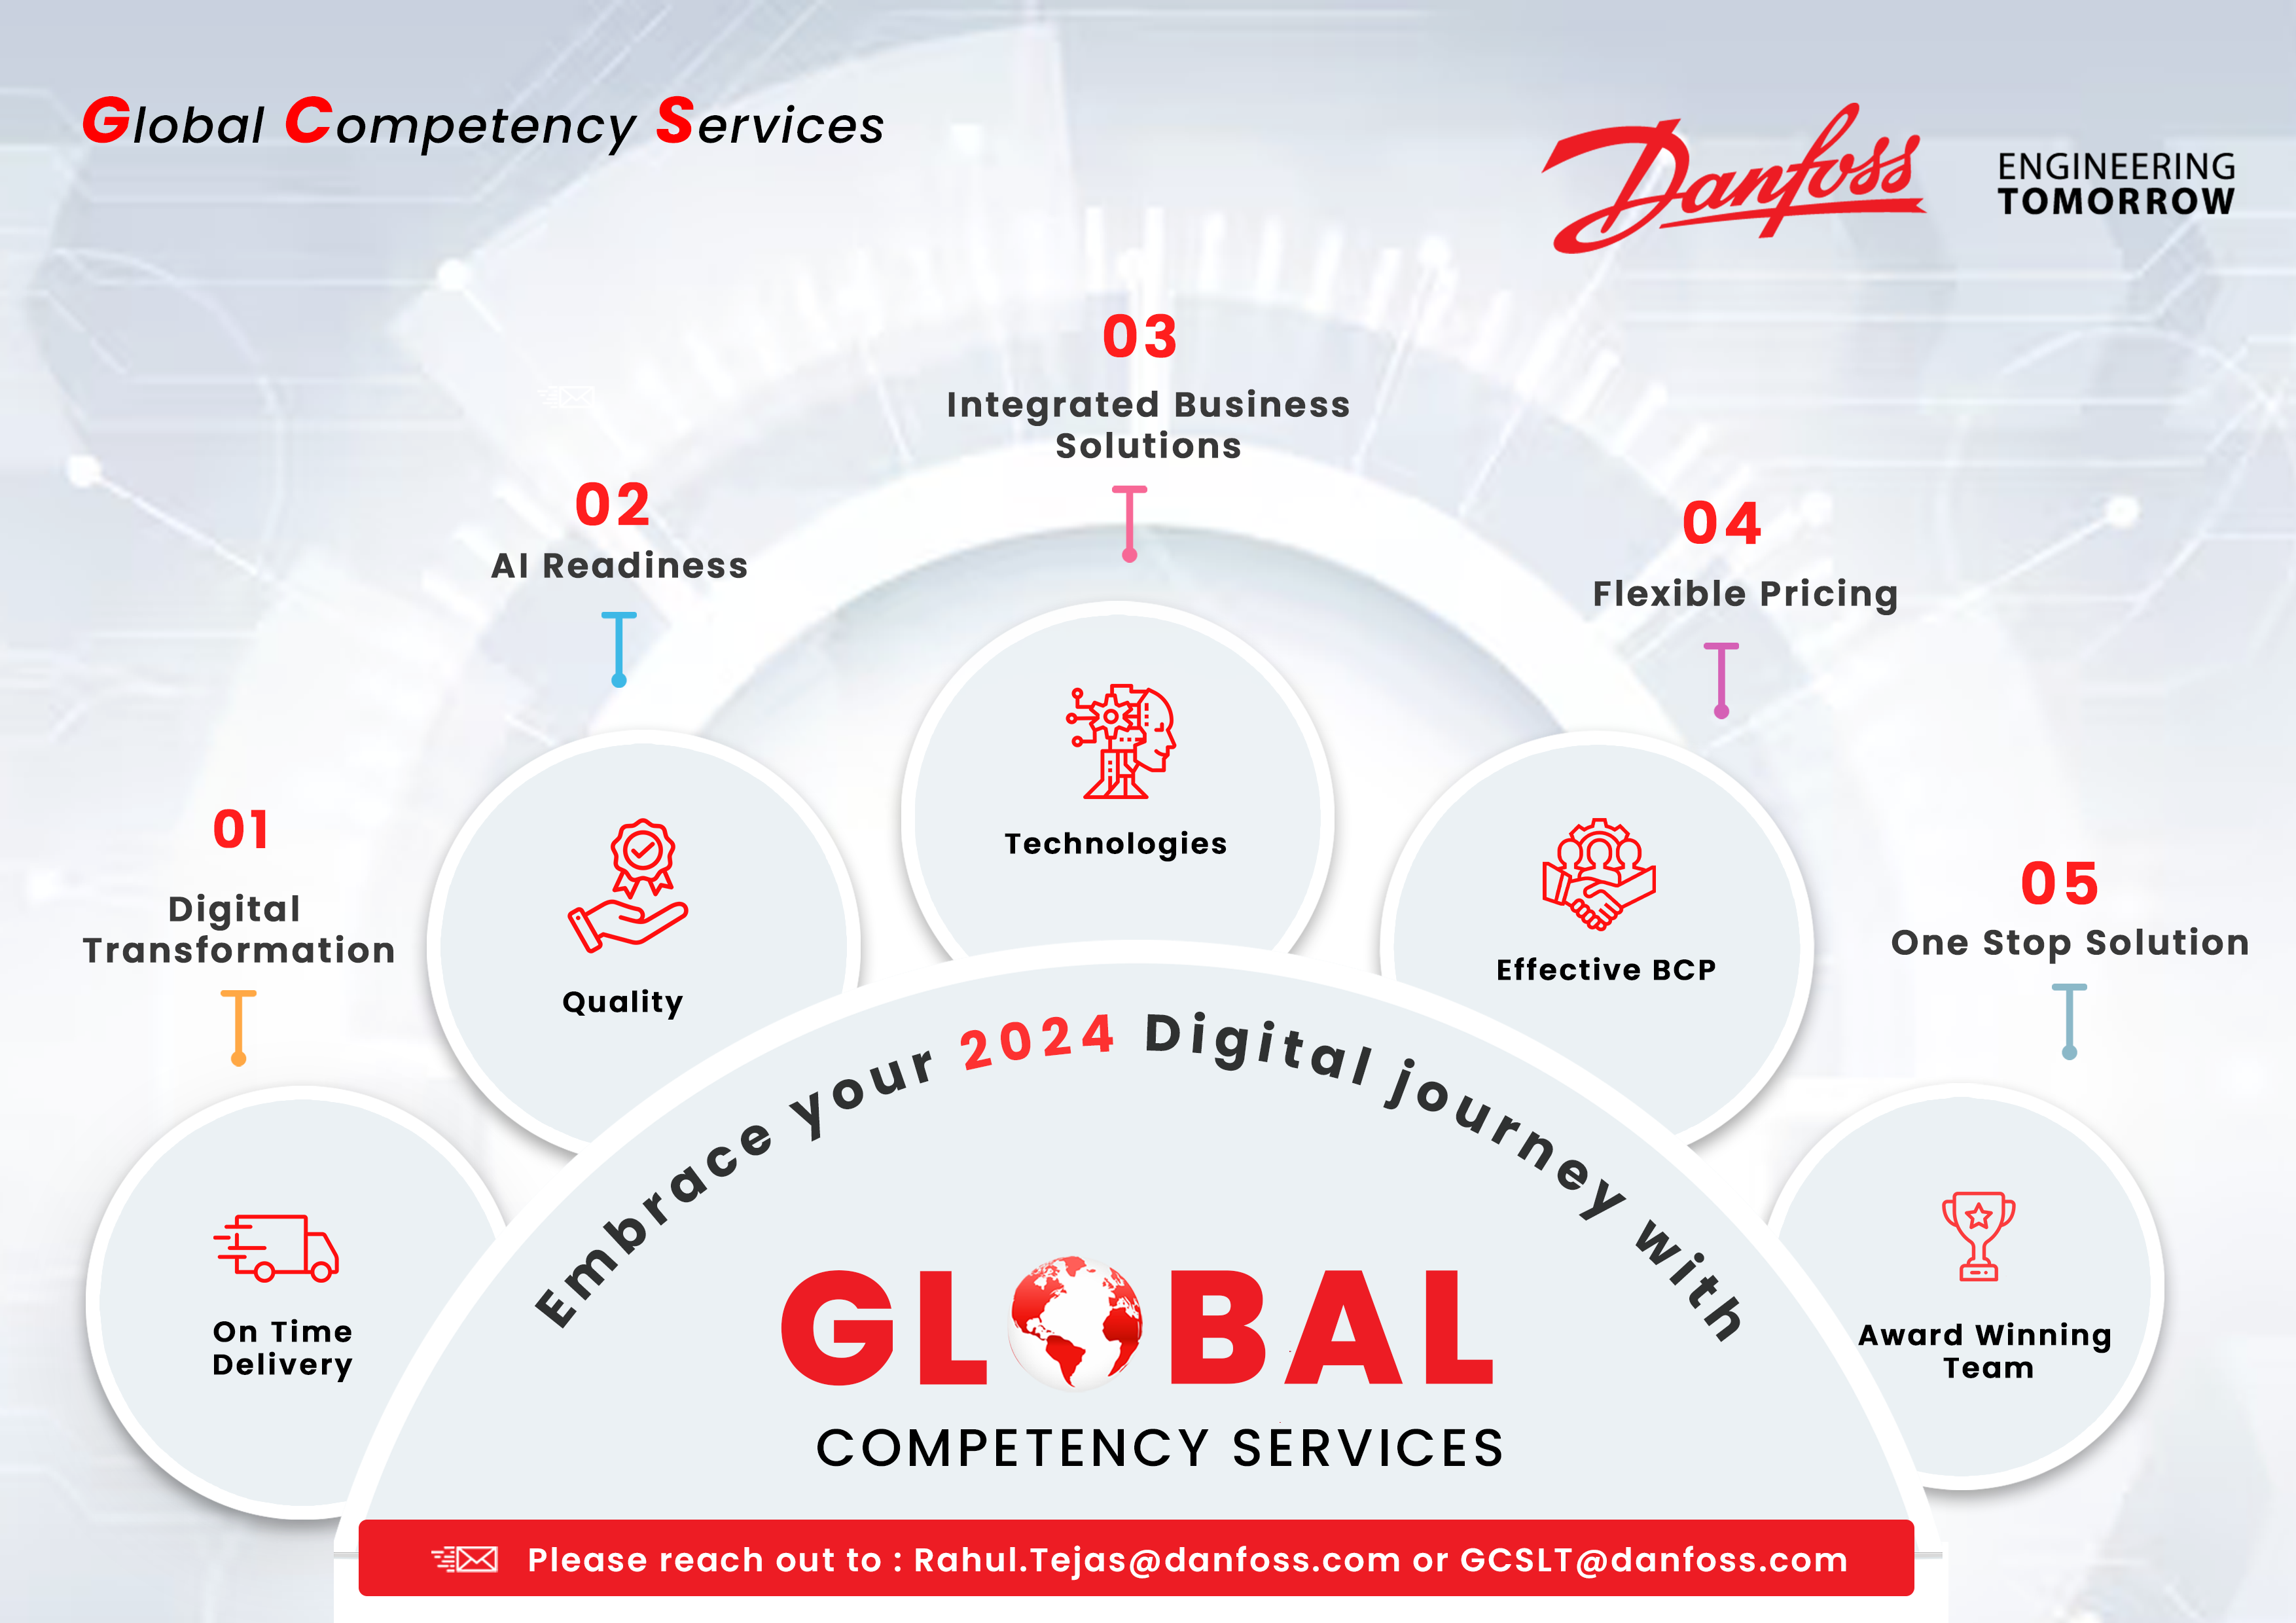 Global Competency Services
Danfoss
ENGINEERING
TOMORROW
03
Integrated Business
Solutions
02
AI Readiness
04
Flexible Pricing
01
Digital
Transformation
05
One Stop Solution
Technologies
Quality
Effective BCP
On Time
Delivery
Award Winning
Team
Embrace your 2024 Digital journey with
GLOBAL
COMPETENCY SERVICES
Please reach out to : Rahul.Tejas@danfoss.com or GCSLT@danfoss.com